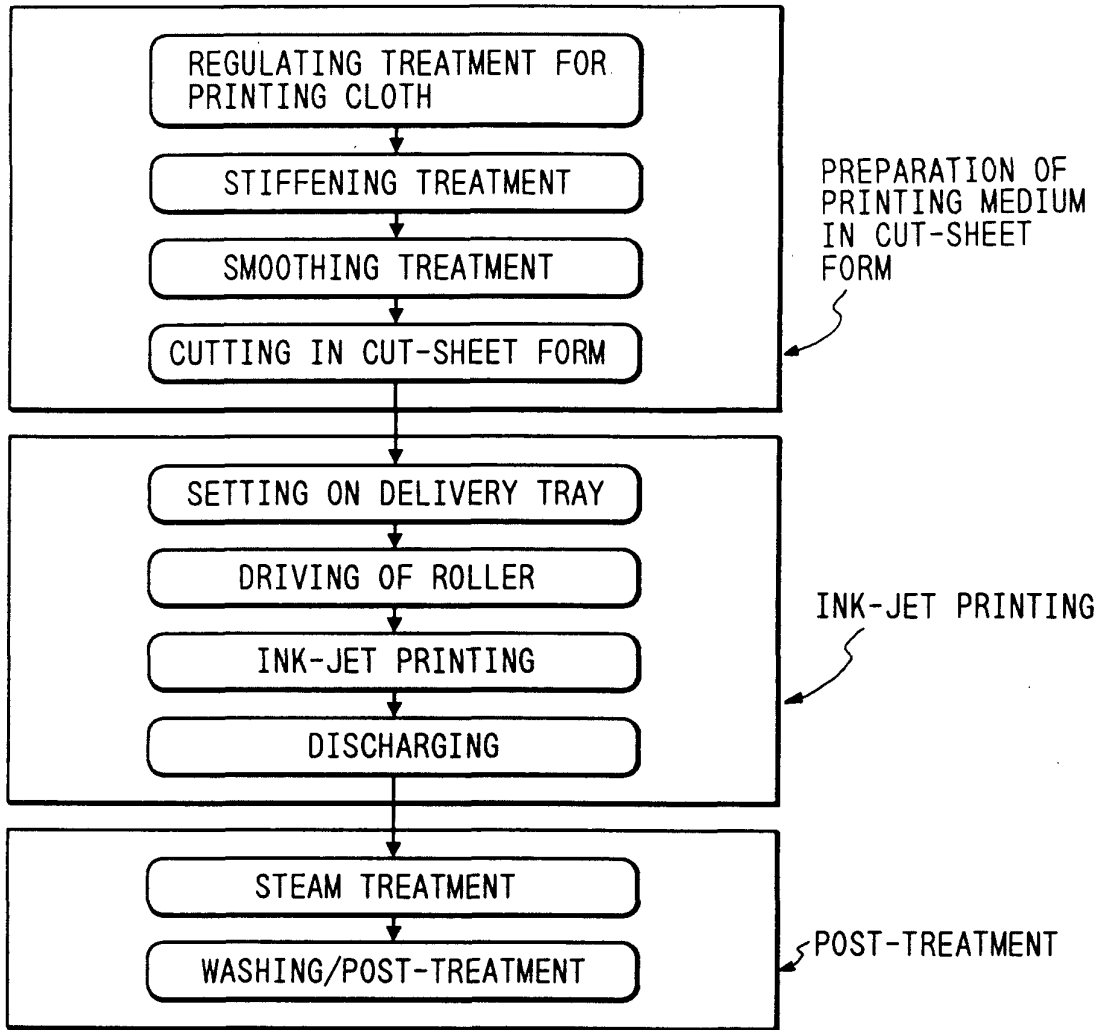 REGULATING TREATMENT FOR
PRINTING CLOTH
STIFFENING TREATMENT
SMOOTHING TREATMENT
CUTTING IN CUT-SHEET FORM
PREPARATION OF
PRINTING MEDIUM
IN CUT-SHEET
FORM
SETTING ON DELIVERY TRAY
DRIVING OF ROLLER
INK-JET PRINTING
DISCHARGING
INK-JET PRINTING
STEAM TREATMENT
WASHING/POST-TREATMENT
POST-TREATMENT